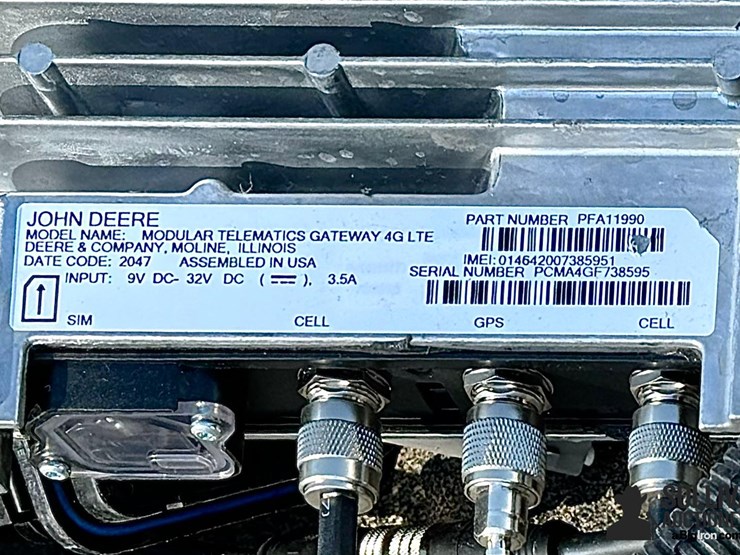 JOHN DEERE
MODEL NAME: MODULAR TELEMATICS GATEWAY 4G LTE
DEERE & COMPANY, MOLINE, ILLINOIS
DATE CODE: 2047 ASSEMBLED IN USA
INPUT: 9V DC- 32V DC ( ), 3.5A
PART NUMBER PFA11990
IMEI: 014642007385951
SERIAL NUMBER PCMA4GF738595
SIM CELL GPS CELL